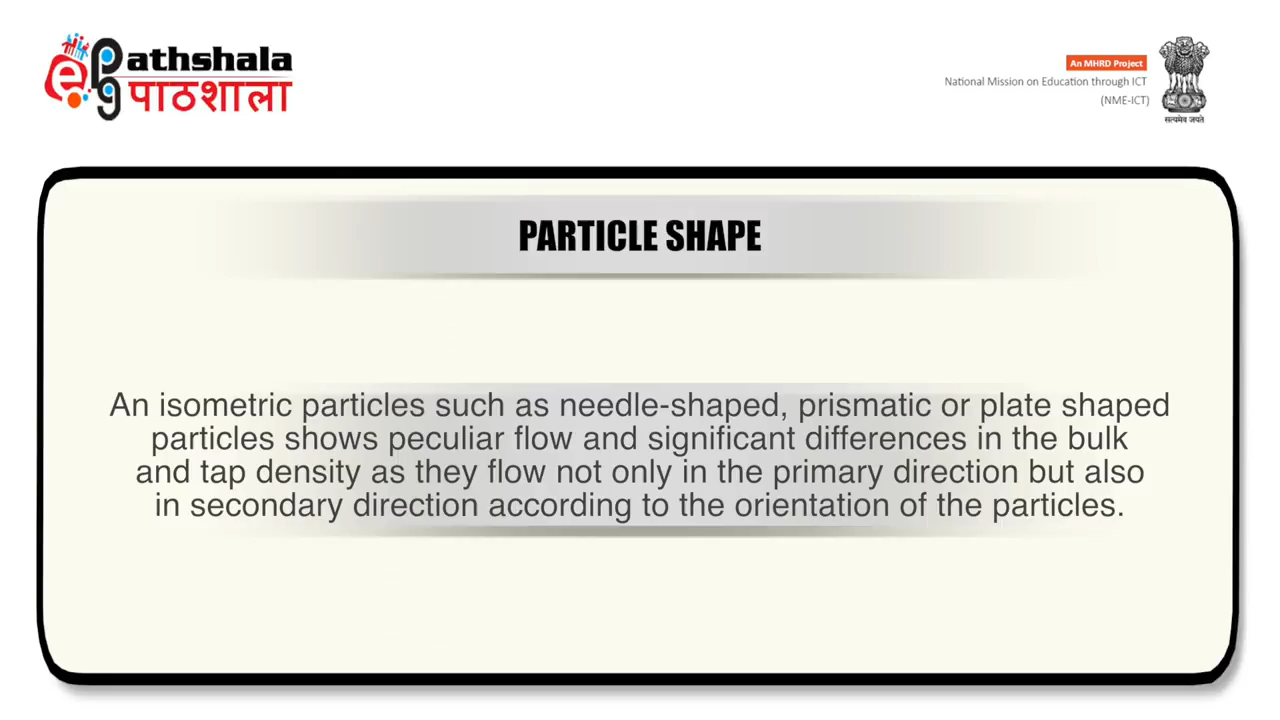 e Pathshala
pg पाठशाला
An MHRD Project
National Mission on Education through ICT
(NME-ICT)
सत्यमेव जयते
PARTICLE SHAPE
An isometric particles such as needle-shaped, prismatic or plate shaped
particles shows peculiar flow and significant differences in the bulk
and tap density as they flow not only in the primary direction but also
in secondary direction according to the orientation of the particles.